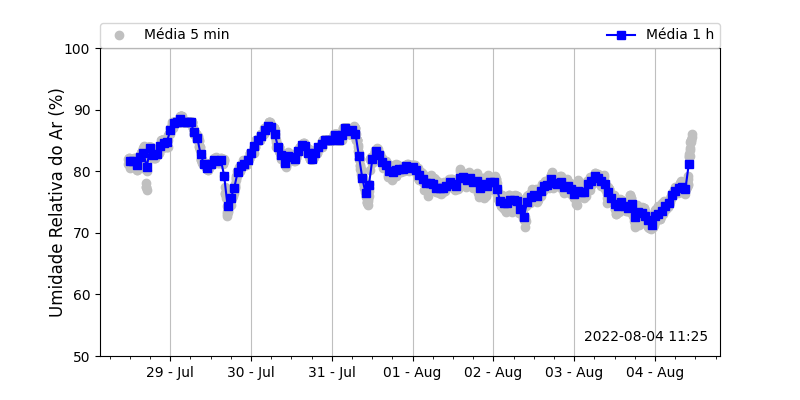 Média 5 min
Média 1 h
Umidade Relativa do Ar (%)
100
90
80
70
60
50
2022-08-04 11:25
29 - Jul
30 - Jul
31 - Jul
01 - Aug
02 - Aug
03 - Aug
04 - Aug